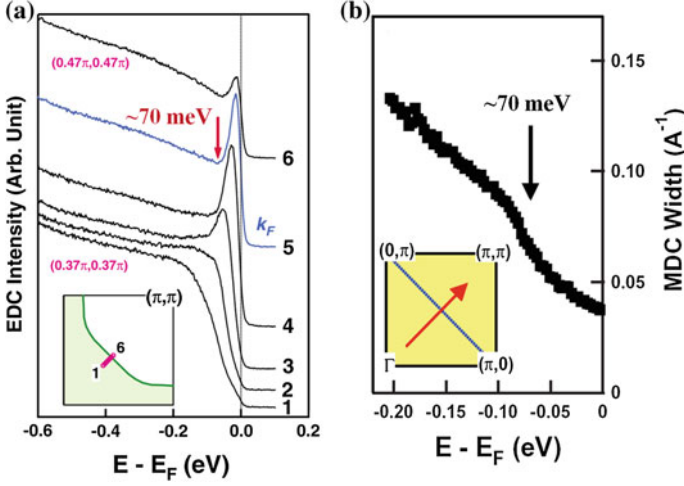 (a)
(0.47π,0.47π)
~70 meV
6
k_F
5
(0.37π,0.37π)
4
3
2
1
(π,π)
6
1
EDC Intensity (Arb. Unit)
-0.6
-0.4
-0.2
0.0
0.2
E - E_F (eV)
(b)
~70 meV
0.15
0.10
0.05
0
MDC Width (A⁻¹)
(0,π)
(π,π)
Γ
(π,0)
-0.20
-0.15
-0.10
-0.05
0
E - E_F (eV)